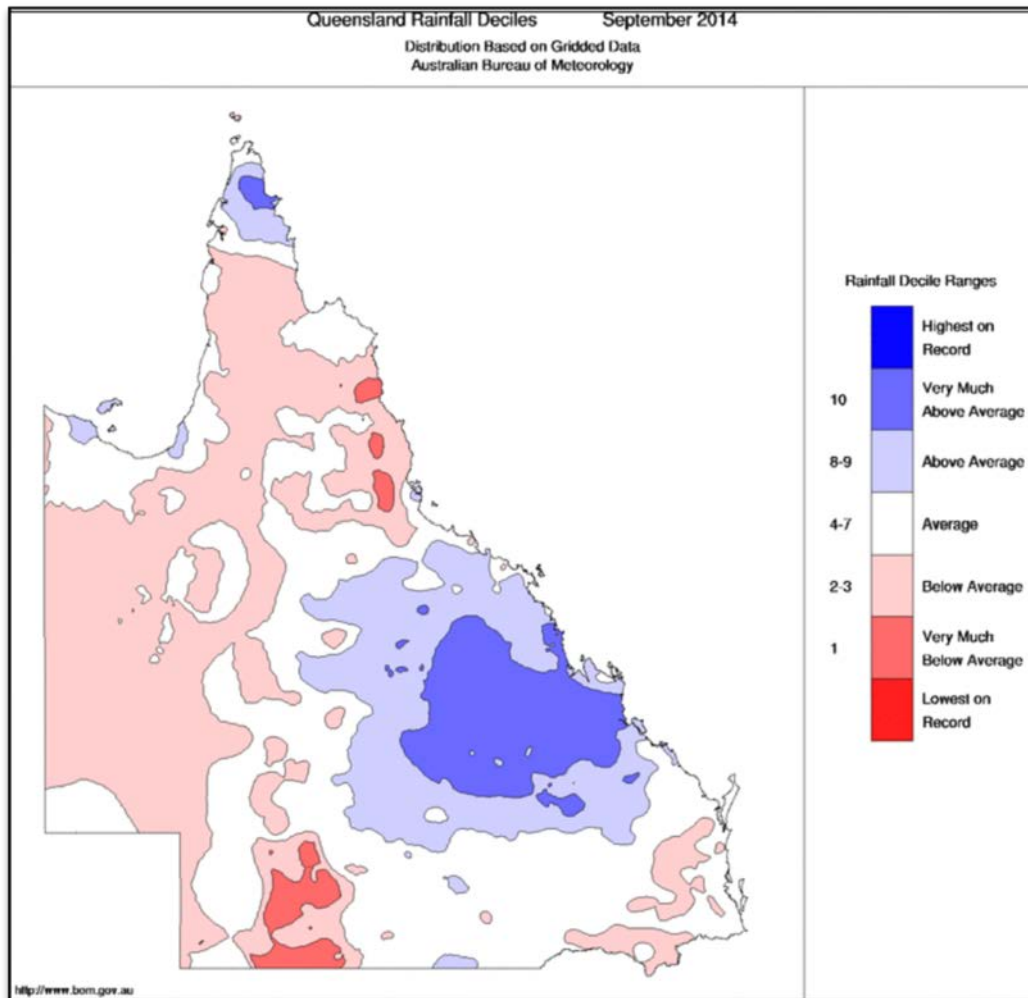 Queensland Rainfall Deciles September 2014
Distribution Based on Gridded Data
Australian Bureau of Meteorology
Rainfall Decile Ranges
Highest on
Record
10
Very Much
Above Average
8-9
Above Average
4-7
Average
2-3
Below Average
1
Very Much
Below Average
Lowest on
Record
http://www.bom.gov.au